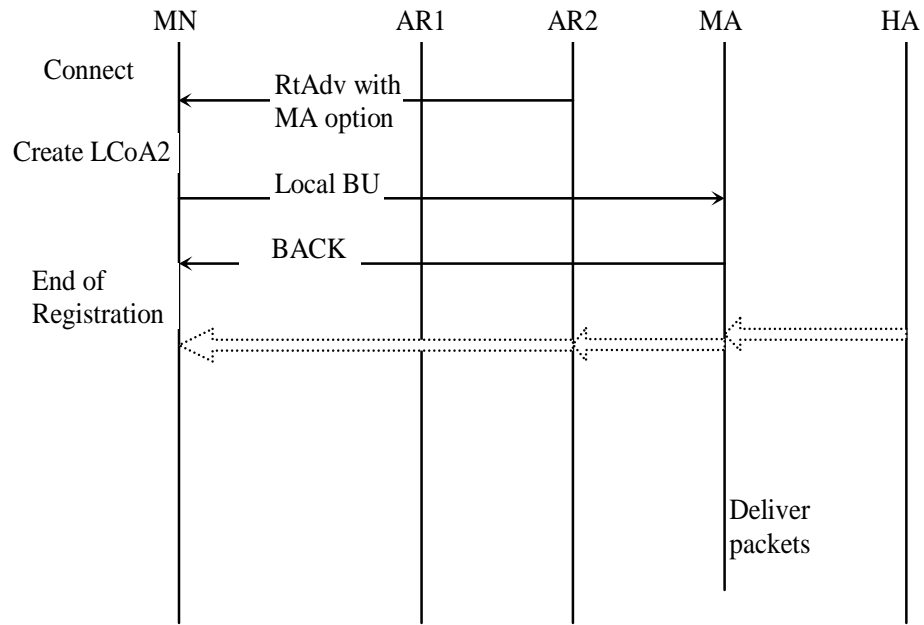 MN
AR1
AR2
MA
HA
Connect
RtAdv with
MA option
Create LCoA2
Local BU
BACK
End of
Registration
Deliver
packets